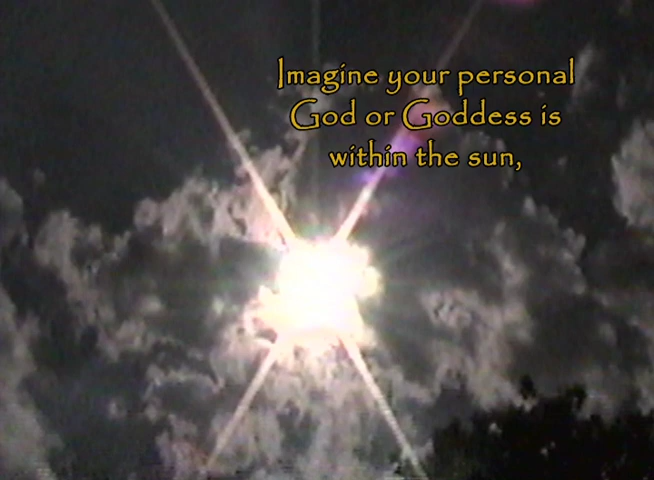 Imagine your personal
God or Goddess is
within the sun,